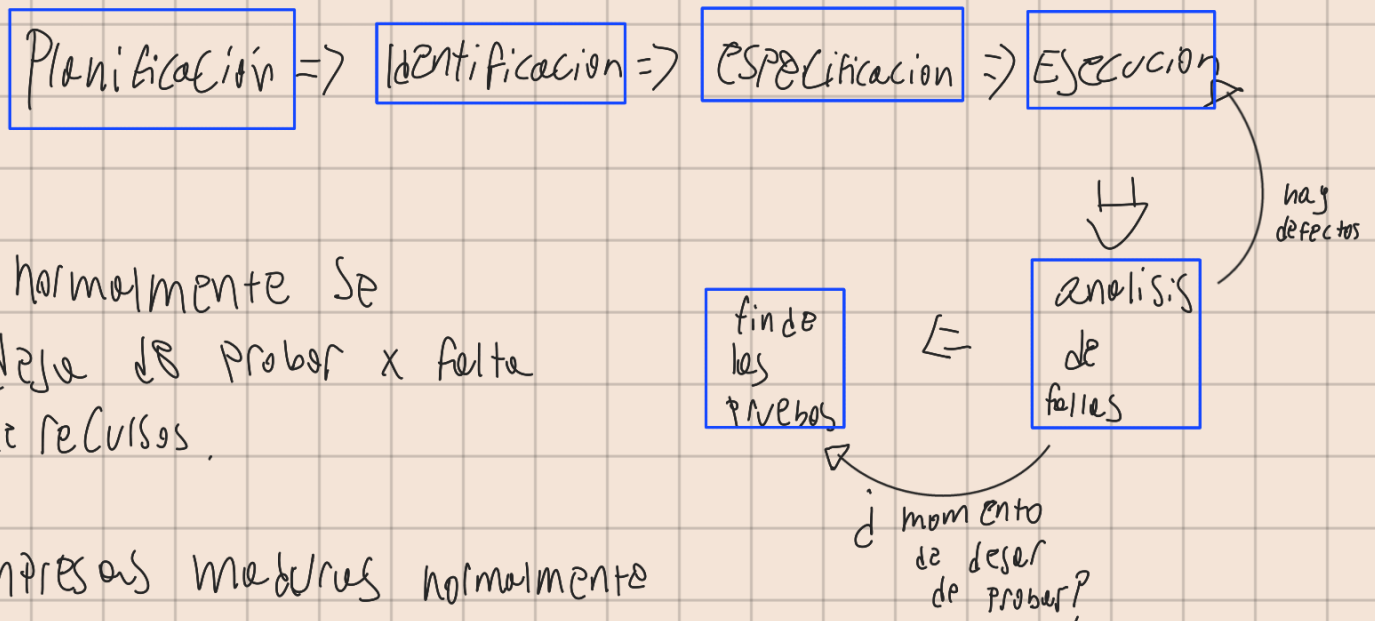 Planificación => Identificacion => especificacion => Ejecucion
hay
defectos
analisis
de
fallas
<=
fin de
las
pruebas
¿ momento
de dejar
de probar?
normalmente se
deja de probar x falta
e recursos.
mpresas maduras normalmente